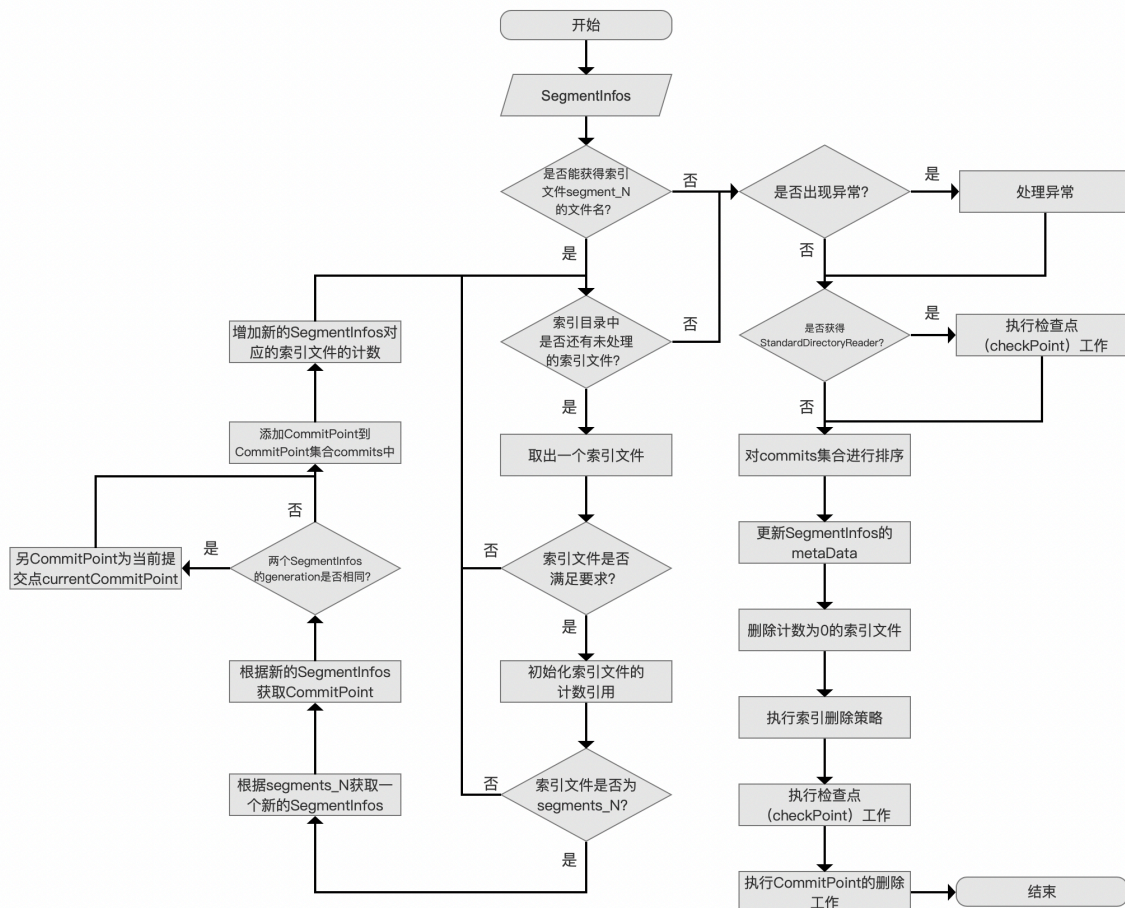 开始
SegmentInfos
是否能获得索引
文件segment_N
的文件名?
否
是
是否出现异常?
是
处理异常
否
索引目录中
是否还有未处理
的索引文件?
否
是
是否获得
StandardDirectoryReader?
是
执行检查点
（checkPoint）工作
否
增加新的SegmentInfos对
应的索引文件的计数
添加CommitPoint到
CommitPoint集合commits中
取出一个索引文件
对commits集合进行排序
否
两个SegmentInfos
的generation是否相同?
是
另CommitPoint为当前提
交点currentCommitPoint
索引文件是否
满足要求?
否
是
更新SegmentInfos的
metaData
根据新的SegmentInfos
获取CommitPoint
初始化索引文件的
计数引用
删除计数为0的索引文件
执行索引删除策略
根据segments_N获取一
个新的SegmentInfos
否
索引文件是否为
segments_N?
是
执行检查点
（checkPoint）工作
执行CommitPoint的删除
工作
结束